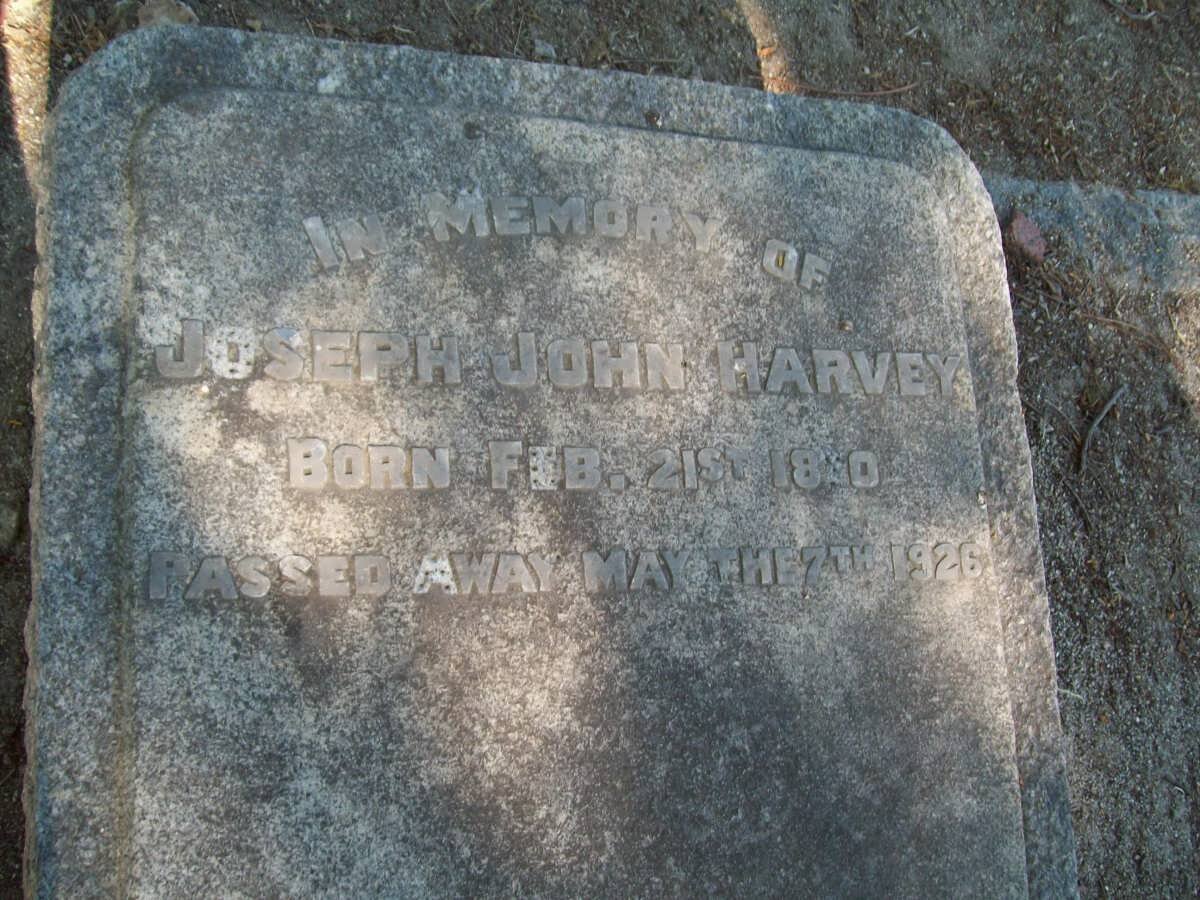 IN MEMORY OF
JOSEPH JOHN HARVEY
BORN FEB. 21ST
PASSED AWAY MAY THE 7TH 1926